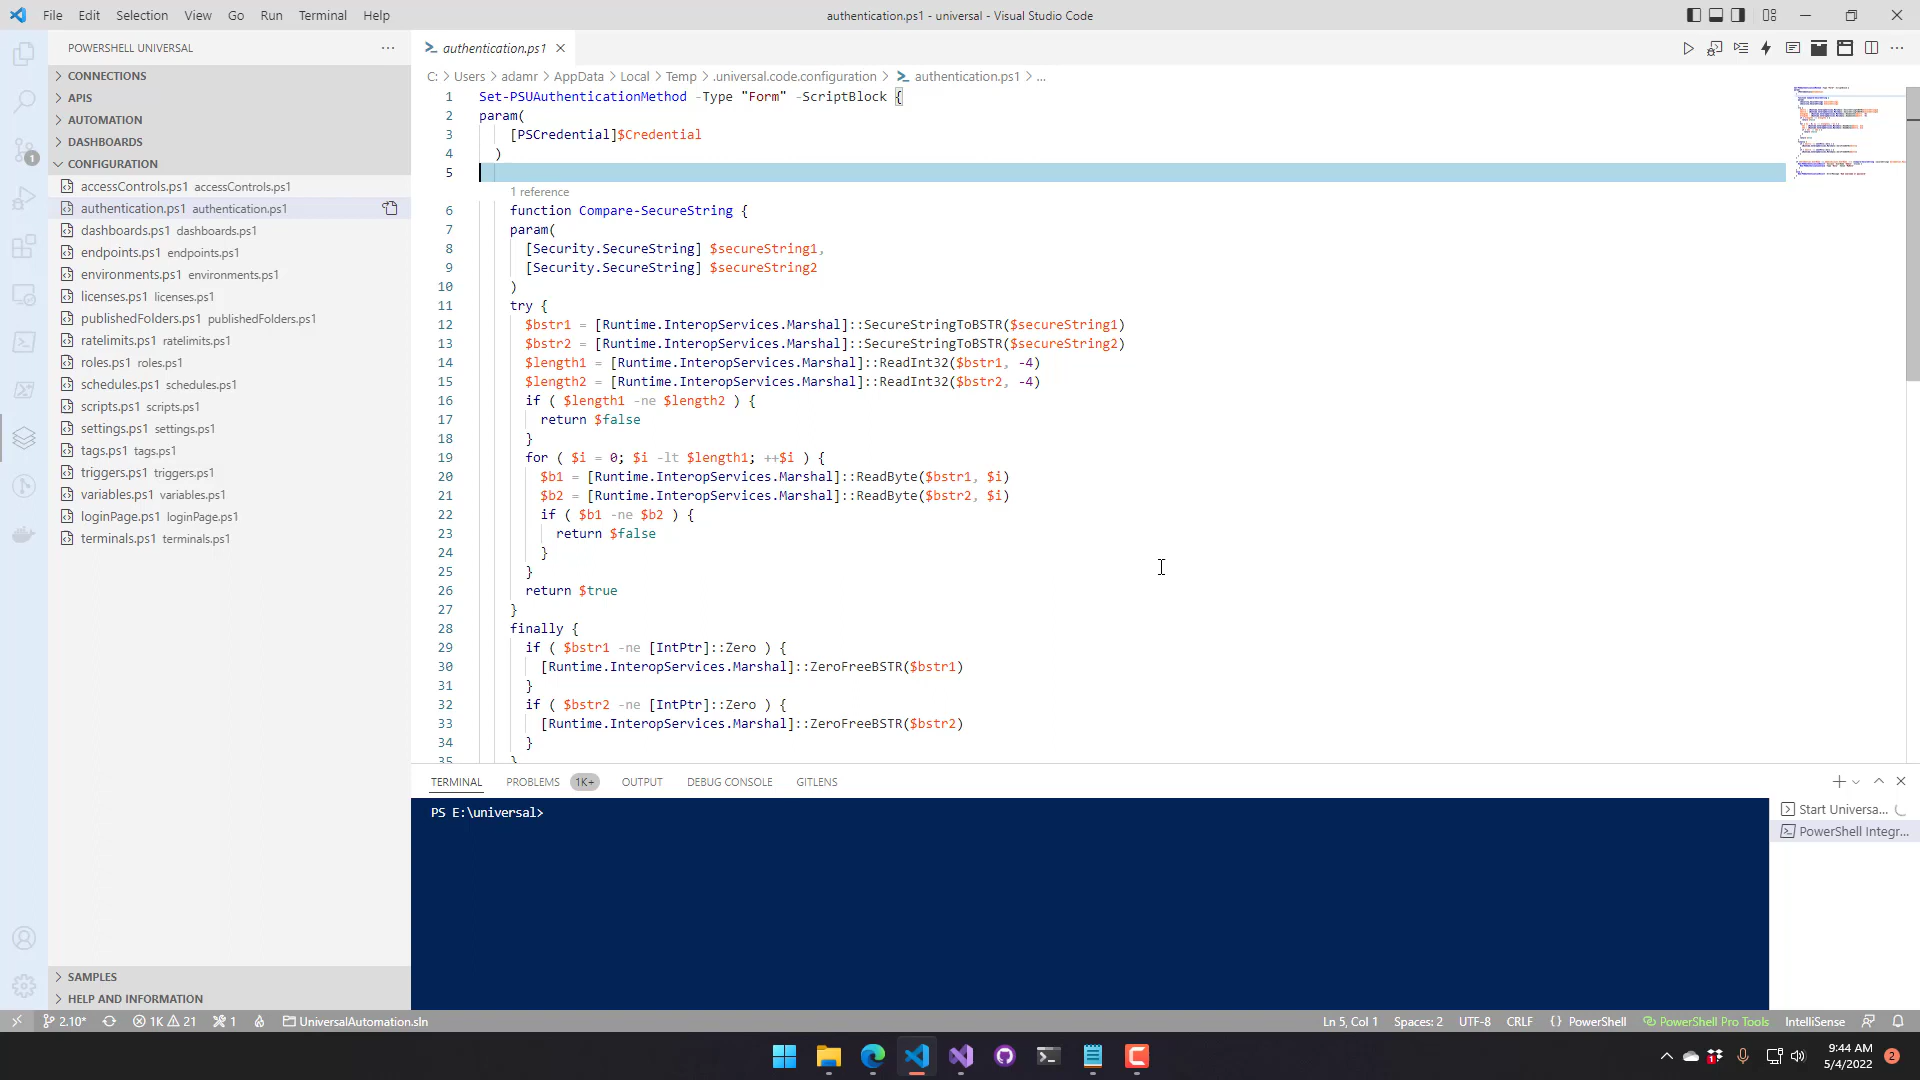 File Edit Selection View Go Run Terminal Help
authentication.ps1 - universal - Visual Studio Code
POWERSHELL UNIVERSAL
CONNECTIONS
APIS
AUTOMATION
DASHBOARDS
CONFIGURATION
accessControls.ps1 accessControls.ps1
authentication.ps1 authentication.ps1
dashboards.ps1 dashboards.ps1
endpoints.ps1 endpoints.ps1
environments.ps1 environments.ps1
licenses.ps1 licenses.ps1
publishedFolders.ps1 publishedFolders.ps1
ratelimits.ps1 ratelimits.ps1
roles.ps1 roles.ps1
schedules.ps1 schedules.ps1
scripts.ps1 scripts.ps1
settings.ps1 settings.ps1
tags.ps1 tags.ps1
triggers.ps1 triggers.ps1
variables.ps1 variables.ps1
loginPage.ps1 loginPage.ps1
terminals.ps1 terminals.ps1
SAMPLES
HELP AND INFORMATION
1
authentication.ps1
C: > Users > adamr > AppData > Local > Temp > .universal.code.configuration > authentication.ps1 > ...
1 Set-PSUAuthenticationMethod -Type "Form" -ScriptBlock {
2 param(
3 [PSCredential]$Credential
4 )
5
1 reference
6 function Compare-SecureString {
7 param(
8 [Security.SecureString] $secureString1,
9 [Security.SecureString] $secureString2
10 )
11 try {
12 $bstr1 = [Runtime.InteropServices.Marshal]::SecureStringToBSTR($secureString1)
13 $bstr2 = [Runtime.InteropServices.Marshal]::SecureStringToBSTR($secureString2)
14 $length1 = [Runtime.InteropServices.Marshal]::ReadInt32($bstr1, -4)
15 $length2 = [Runtime.InteropServices.Marshal]::ReadInt32($bstr2, -4)
16 if ( $length1 -ne $length2 ) {
17 return $false
18 }
19 for ( $i = 0; $i -lt $length1; ++$i ) {
20 $b1 = [Runtime.InteropServices.Marshal]::ReadByte($bstr1, $i)
21 $b2 = [Runtime.InteropServices.Marshal]::ReadByte($bstr2, $i)
22 if ( $b1 -ne $b2 ) {
23 return $false
24 }
25 }
26 return $true
27 }
28 finally {
29 if ( $bstr1 -ne [IntPtr]::Zero ) {
30 [Runtime.InteropServices.Marshal]::ZeroFreeBSTR($bstr1)
31 }
32 if ( $bstr2 -ne [IntPtr]::Zero ) {
33 [Runtime.InteropServices.Marshal]::ZeroFreeBSTR($bstr2)
34 }
35 }
TERMINAL PROBLEMS 1K+ OUTPUT DEBUG CONSOLE GITLENS
PS E:\universal>
Start Universa...
PowerShell Integr...
2.10* 1K 21 1 UniversalAutomation.sln
Ln 5, Col 1 Spaces: 2 UTF-8 CRLF {} PowerShell PowerShell Pro Tools IntelliSense
9:44 AM
5/4/2022
2